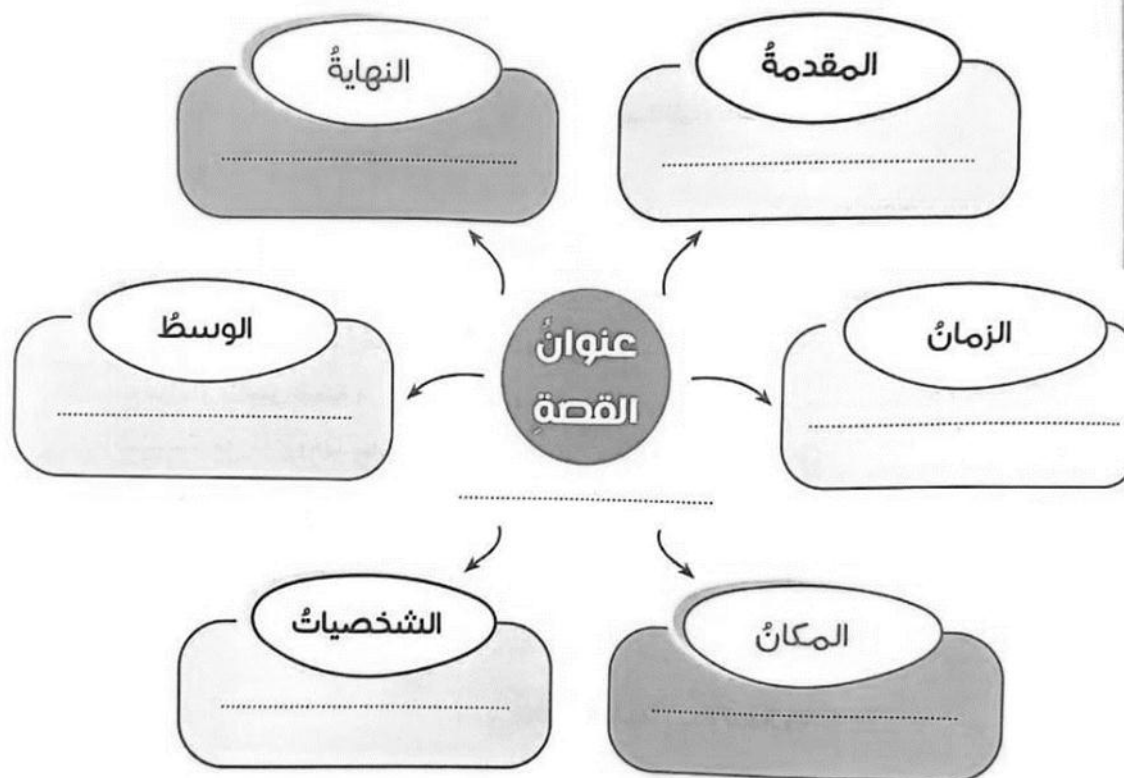 المقدمةُ
النهايةُ
الزمانُ
عنوانُ
القصةِ
الوسطُ
المكانُ
الشخصياتُ